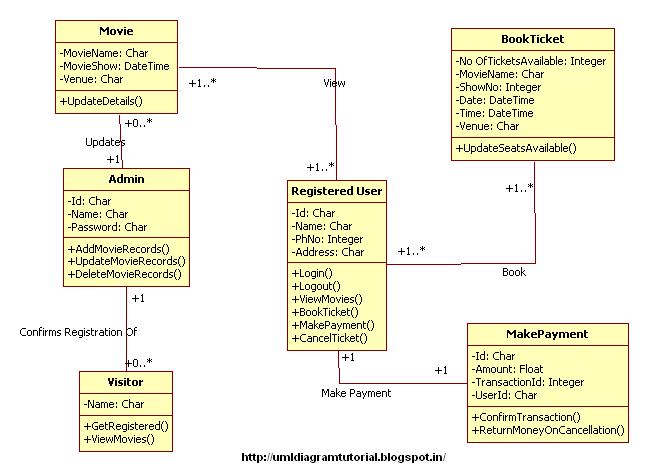 Movie
-MovieName: Char
-MovieShow: DateTime
-Venue: Char
+UpdateDetails()
+1..*
View
+1..*
+0..*
Updates
+1
Admin
-Id: Char
-Name: Char
-Password: Char
+AddMovieRecords()
+UpdateMovieRecords()
+DeleteMovieRecords()
+1
Confirms Registration Of
+0..*
Visitor
-Name: Char
+GetRegistered()
+ViewMovies()
Registered User
-Id: Char
-Name: Char
-PhNo: Integer
-Address: Char
+Login()
+Logout()
+ViewMovies()
+BookTicket()
+MakePayment()
+CancelTicket()
+1..*
Book
+1..*
BookTicket
-No OfTicketsAvailable: Integer
-MovieName: Char
-ShowNo: Integer
-Date: DateTime
-Time: DateTime
-Venue: Char
+UpdateSeatsAvailable()
+1
Make Payment
+1
MakePayment
-Id: Char
-Amount: Float
-TransactionId: Integer
-UserId: Char
+ConfirmTransaction()
+ReturnMoneyOnCancellation()
http://umldiagramtutorial.blogspot.in/